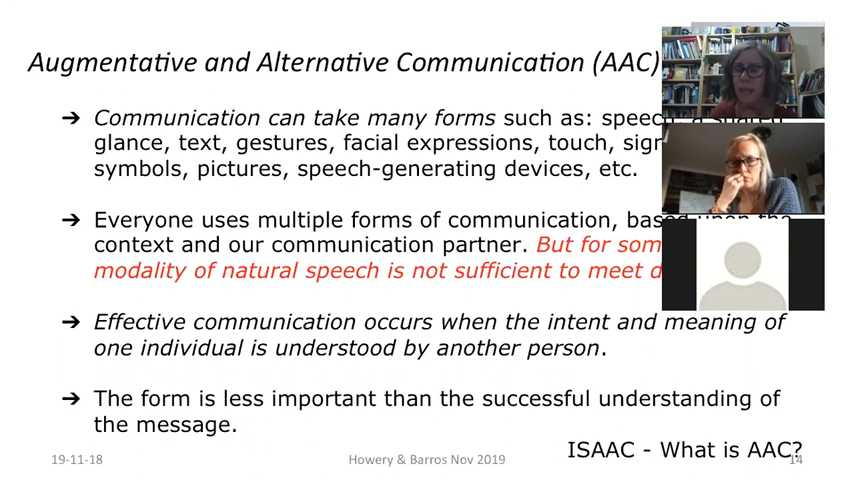 Augmentative and Alternative Communication (AAC)
➔ Communication can take many forms such as: speech, a shared
glance, text, gestures, facial expressions, touch, sign
symbols, pictures, speech-generating devices, etc.
➔ Everyone uses multiple forms of communication, based upon the
context and our communication partner. But for som
modality of natural speech is not sufficient to meet d
➔ Effective communication occurs when the intent and meaning of
one individual is understood by another person.
➔ The form is less important than the successful understanding of
the message.
ISAAC - What is AAC?
19-11-18
Howery & Barros Nov 2019
14